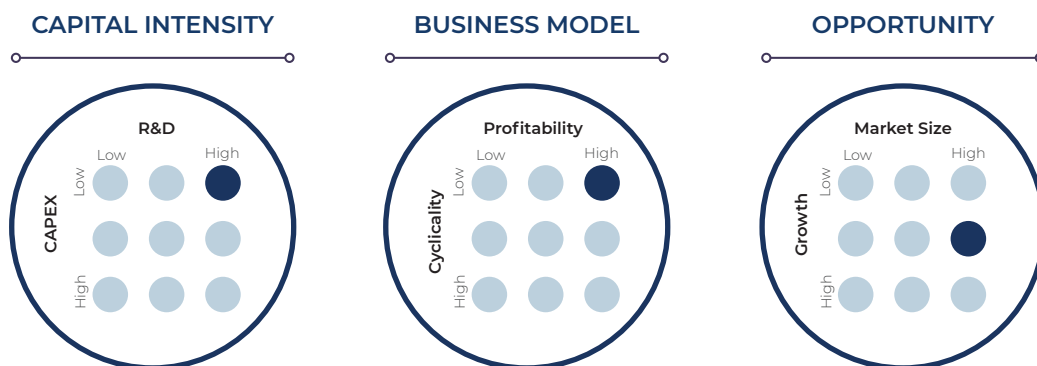 CAPITAL INTENSITY
R&D
Low
High
CAPEX
Low
High
BUSINESS MODEL
Profitability
Low
High
Cyclicality
Low
High
OPPORTUNITY
Market Size
Low
High
Growth
Low
High